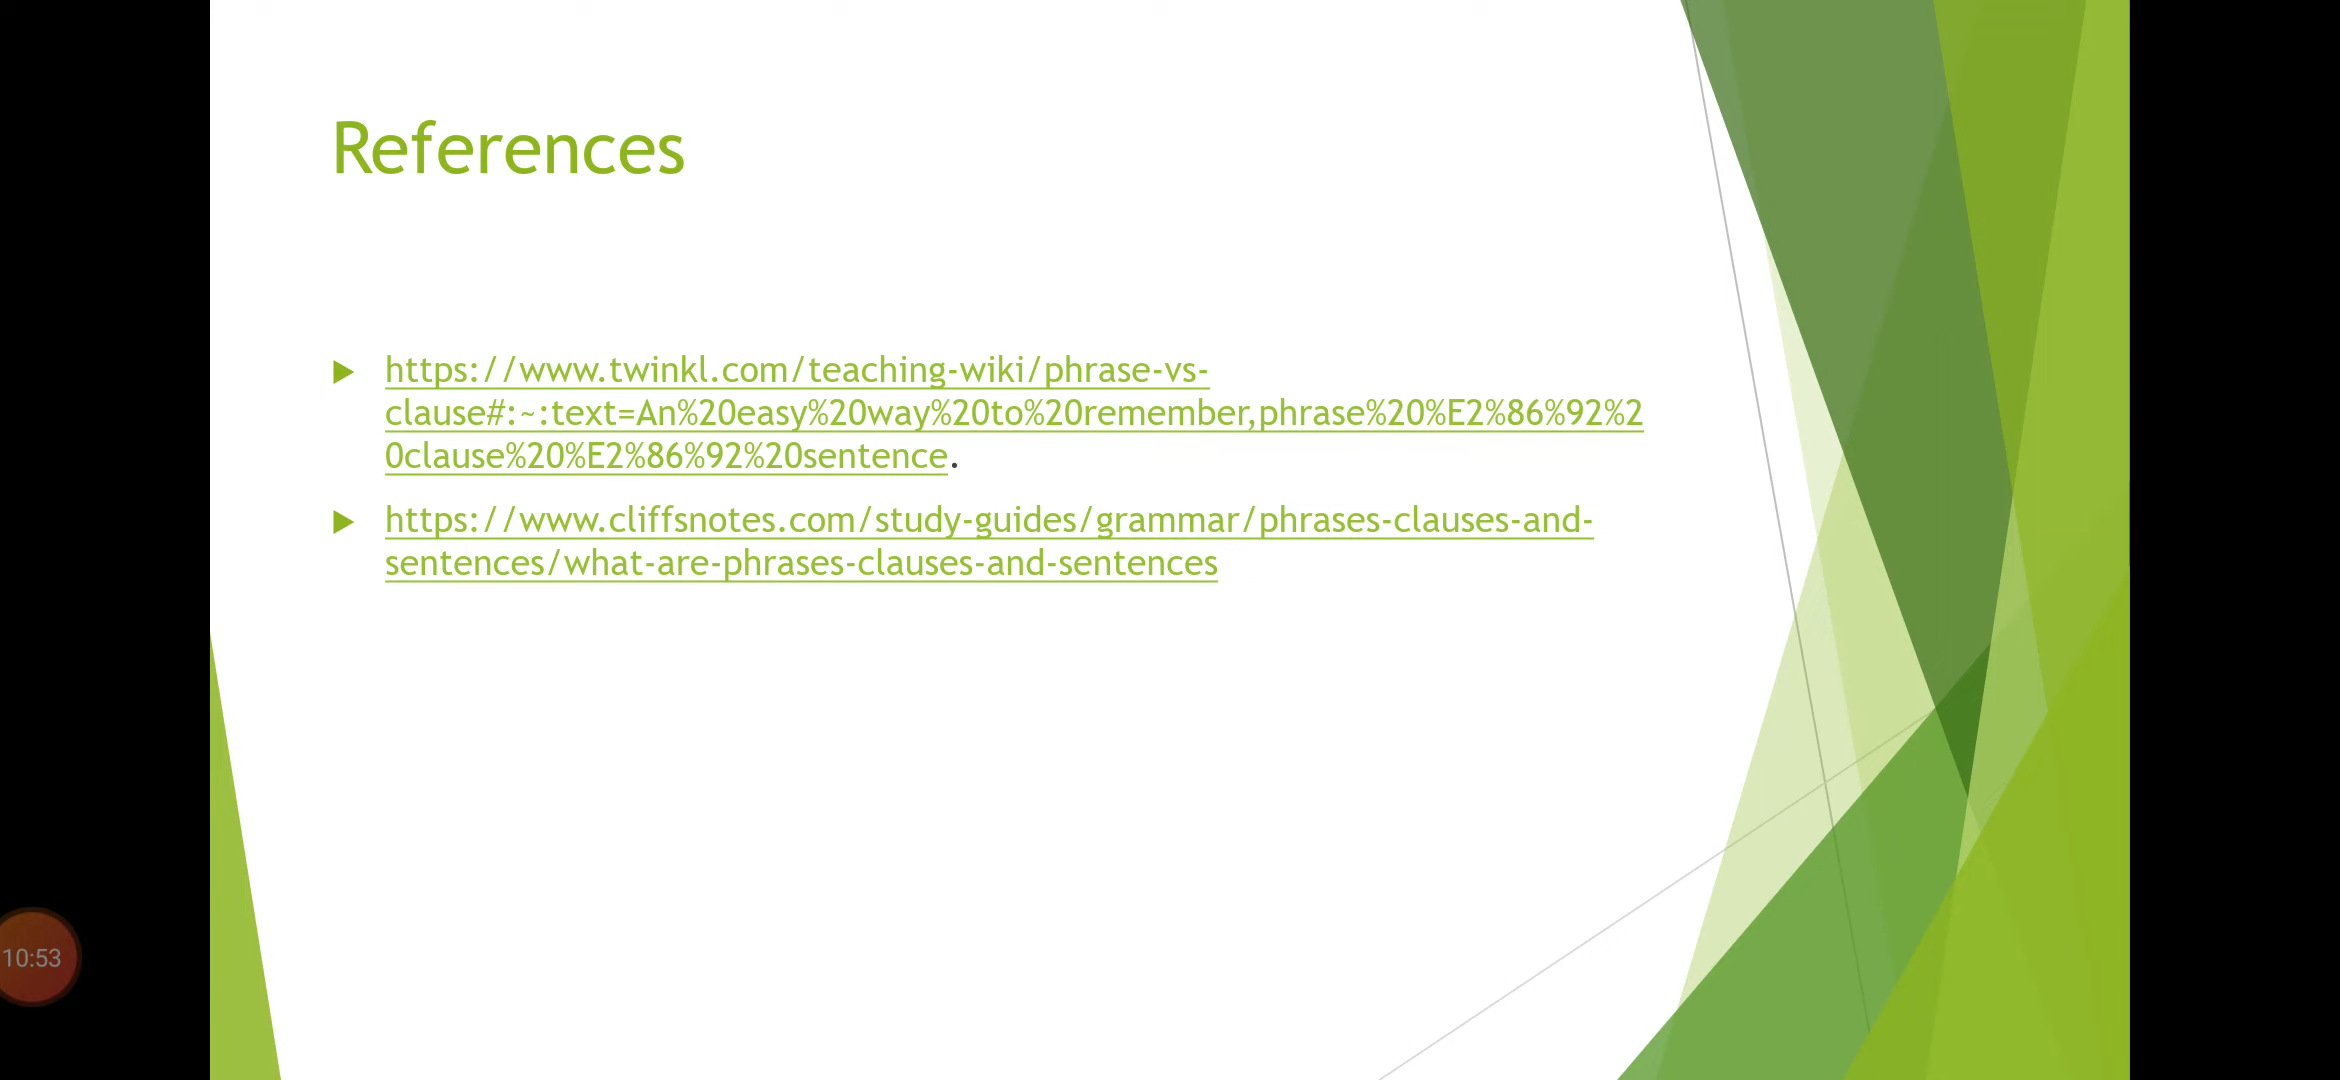 References
https://www.twinkl.com/teaching-wiki/phrase-vs-
clause#:~:text=An%20easy%20way%20to%20remember,phrase%20%E2%86%92%2
0clause%20%E2%86%92%20sentence.
https://www.cliffsnotes.com/study-guides/grammar/phrases-clauses-and-
sentences/what-are-phrases-clauses-and-sentences
10:53